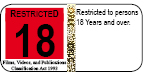 RESTRICTED
18
Films, Videos, and Publications
Classification Act 1993
Restricted to persons
18 Years and over.